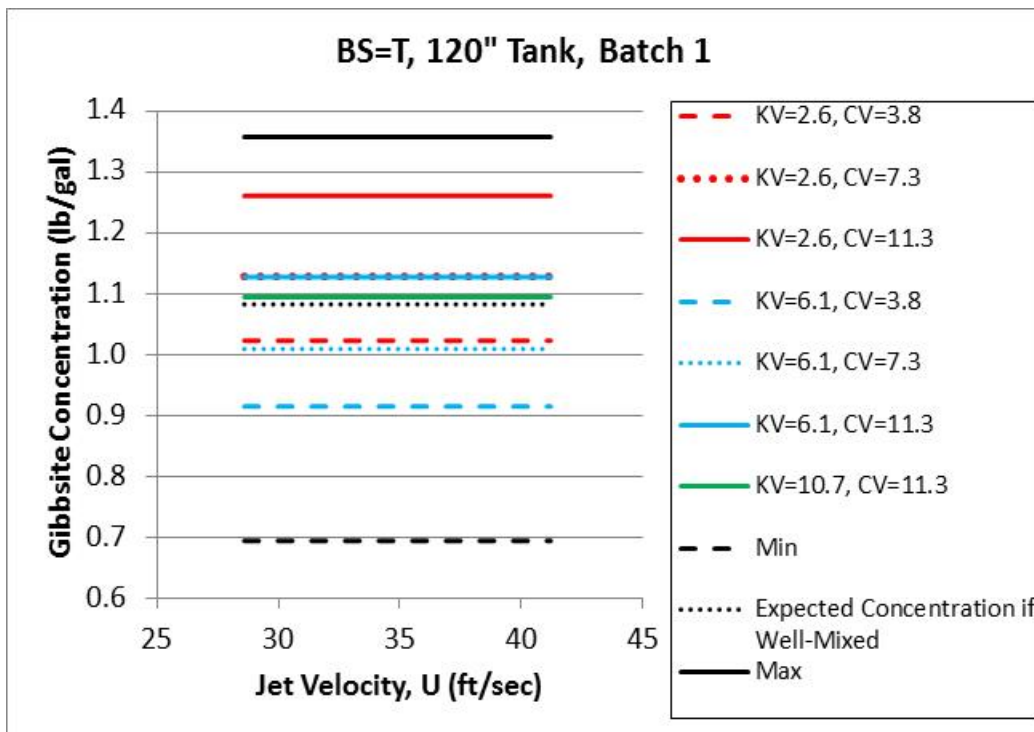 BS=T, 120" Tank, Batch 1
Gibbsite Concentration (lb/gal)
1.4
1.3
1.2
1.1
1.0
0.9
0.8
0.7
0.6
25
30
35
40
45
Jet Velocity, U (ft/sec)
KV=2.6, CV=3.8
KV=2.6, CV=7.3
KV=2.6, CV=11.3
KV=6.1, CV=3.8
KV=6.1, CV=7.3
KV=6.1, CV=11.3
KV=10.7, CV=11.3
Min
Expected Concentration if
Well-Mixed
Max